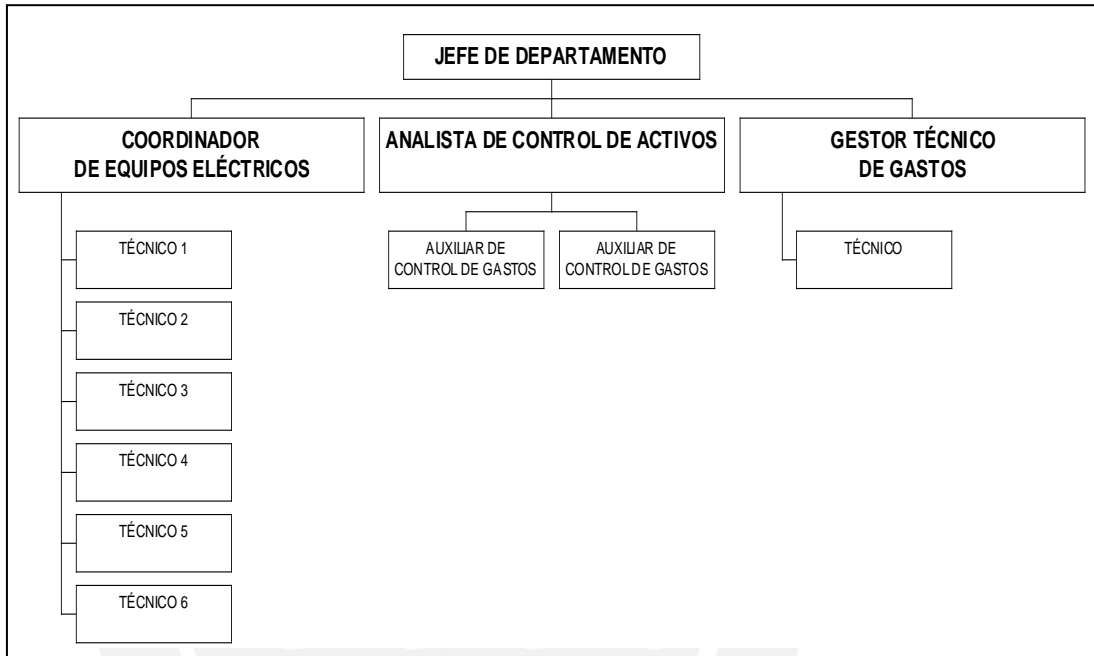 JEFE DE DEPARTAMENTO
COORDINADOR
DE EQUIPOS ELÉCTRICOS
ANALISTA DE CONTROL DE ACTIVOS
GESTOR TÉCNICO
DE GASTOS
TÉCNICO 1
TÉCNICO 2
TÉCNICO 3
TÉCNICO 4
TÉCNICO 5
TÉCNICO 6
AUXILIAR DE
CONTROL DE GASTOS
AUXILIAR DE
CONTROL DE GASTOS
TÉCNICO